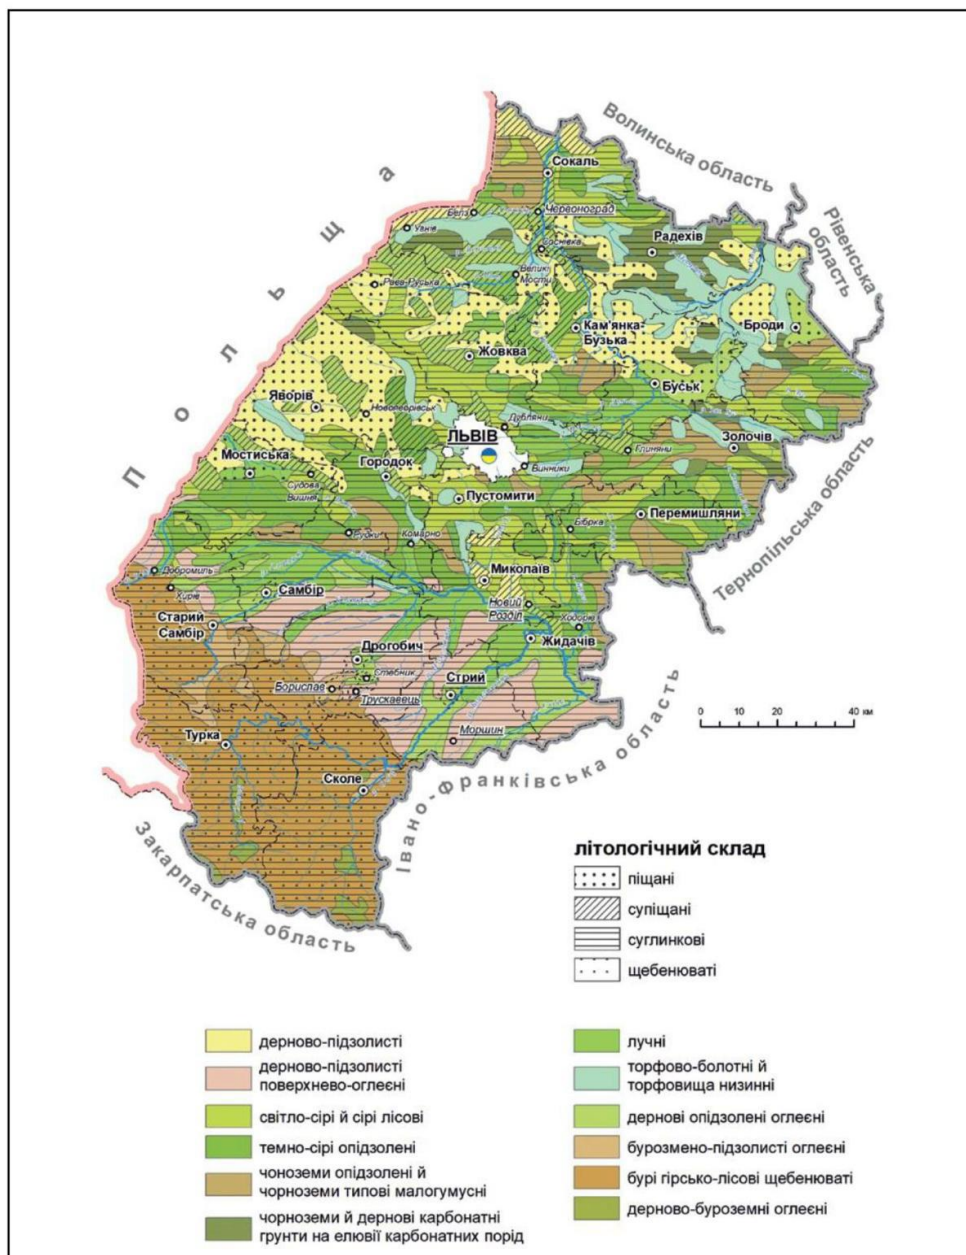 Волинська область
Рівенська
область
Польща
Сокаль
Белз
Червоноград
Угнів
Соснівка
Радехів
Рава-Руська
Великі
Мости
Кам'янка-
Бузька
Броди
Жовква
Буськ
Яворів
Новояворівськ
Дубляни
ЛЬВІВ
Золочів
Глиняни
Мостиська
Городок
Винники
Судова
Вишня
Пустомити
Перемишляни
Тернопільська область
Рудки
Комарно
Бібрка
Добромиль
Хирів
Самбір
Миколаїв
Новий
Розділ
Ходорів
Старий
Самбір
Дрогобич
Жидачів
Стебник
Борислав
Трускавець
Стрий
Моршин
Турка
Сколе
0 10 20 40 км
Івано-Франківська область
Закарпатська область
літологічний склад
піщані
супіщані
суглинкові
щебенюваті
дерново-підзолисті
дерново-підзолисті
поверхнево-оглеєні
світло-сірі й сірі лісові
темно-сірі опідзолені
чоноземи опідзолені й
чорноземи типові малогумусні
чорноземи й дернові карбонатні
грунти на елювії карбонатних порід
лучні
торфово-болотні й
торфовища низинні
дернові опідзолені оглеєні
бурозмено-підзолисті оглеєні
бурі гірсько-лісові щебенюваті
дерново-буроземні оглеєні